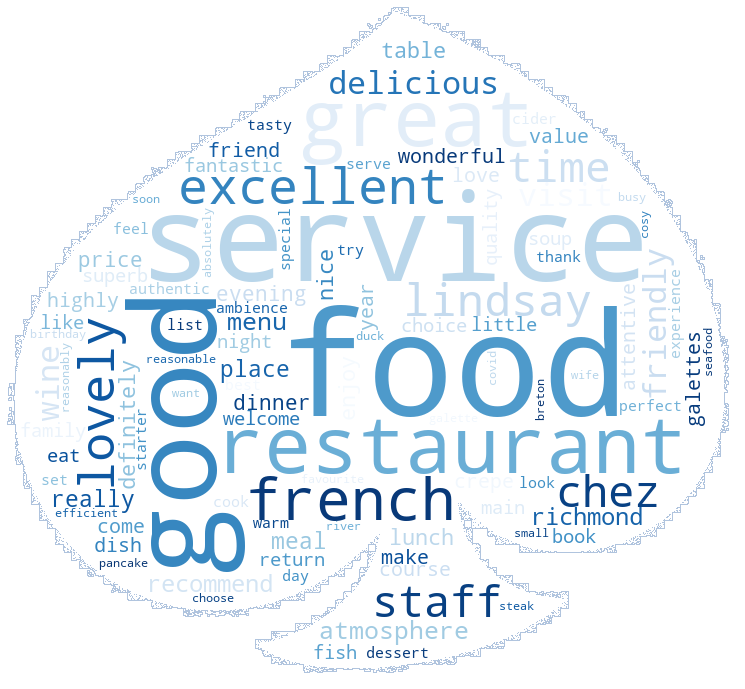 table
delicious
great
cider
tasty
value
friend
wonderful
fantastic
serve
love
time
excellent
visit
busy
soon
service
quality
feel
absolutely
special
cosy
soup
try
thank
price
nice
superb
authentic
evening
year
lindsay
friendly
experience
highly
good
ambience
attentive
like
list
menu
choice
little
food
birthday
lovely
night
duck
seafood
reasonable
galettes
wine
reasonably
place
enjoy
covid
wife
definitely
want
dinner
breton
perfect
starter
welcome
family
restaurant
eat
set
favourite
crepe
look
really
french
chez
cook
main
efficient
richmond
come
warm
river
small
book
dish
meal
lunch
pancake
return
make
day
course
recommend
choose
staff
steak
atmosphere
fish
dessert